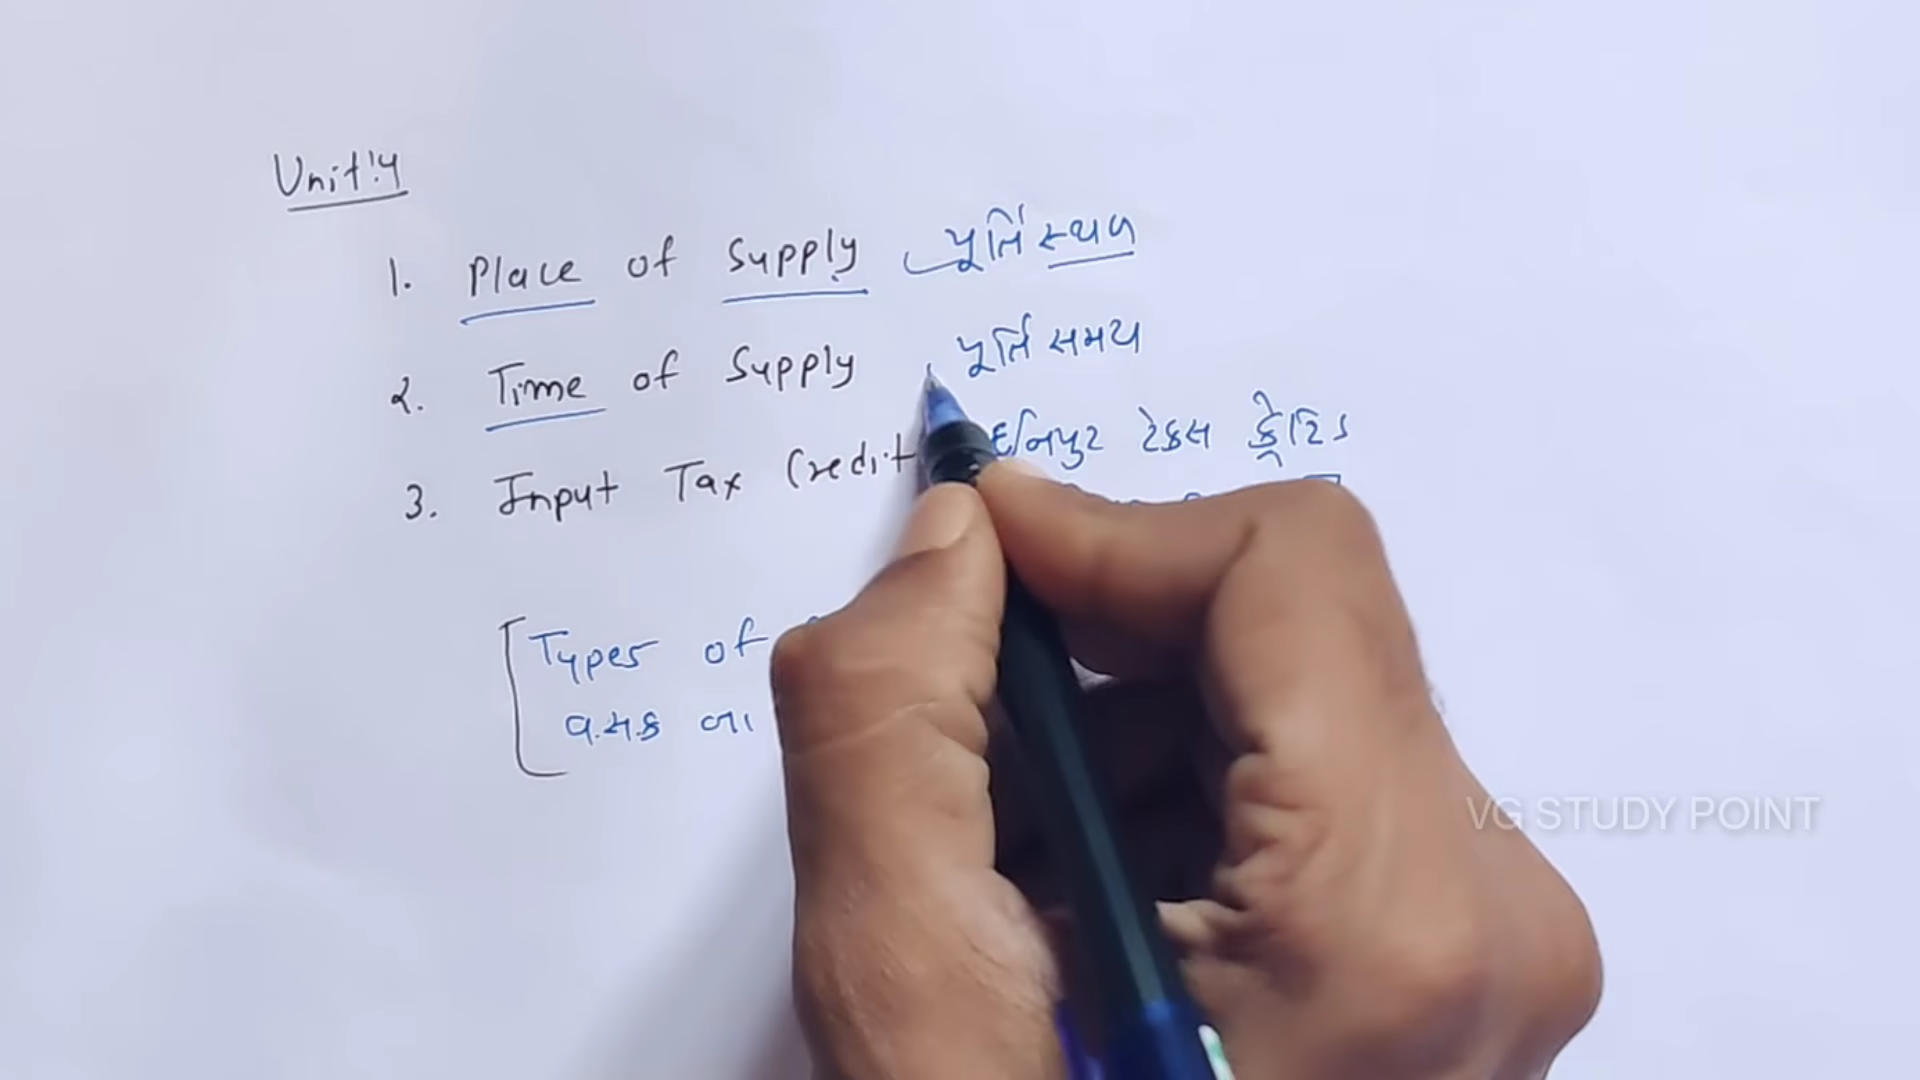 Unit:4
1. Place of Supply પૂર્તિ સ્થળ
2. Time of Supply પૂર્તિ સમય
3. Input Tax Credit ઈનપુટ ટેક્સ ક્રેડિટ
Types of
વ.સ.ક ના
VG STUDY POINT